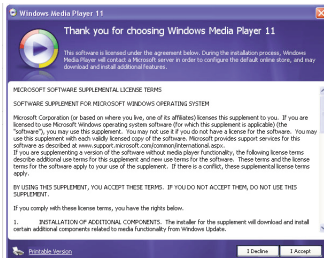 Windows Media Player 11
Thank you for choosing Windows Media Player 11
This software is licensed under the agreement below. During the installation process, Windows
Media Player will contact a Microsoft server in order to configure the default online store, and may
download and install additional features.
MICROSOFT SOFTWARE SUPPLEMENTAL LICENSE TERMS
SOFTWARE SUPPLEMENT FOR MICROSOFT WINDOWS OPERATING SYSTEM
Microsoft Corporation (or based on where you live, one of its affiliates) licenses this supplement to you. If you are
licensed to use Microsoft Windows operating system software (for which this supplement is applicable) (the
"software"), you may use this supplement. You may not use it if you do not have a license for the software. You may
use this supplement with each validly licensed copy of the software. Microsoft provides support services for this
software as described at www.support.microsoft.com/common/international.aspx.
If you are supplementing a version of the software without media player functionality, the following license terms
describe additional use terms for this supplement and new use terms for the software. These terms and the license
terms for the software apply to your use of the supplement. If there is a conflict, these supplemental license terms
apply.
BY USING THIS SUPPLEMENT, YOU ACCEPT THESE TERMS. IF YOU DO NOT ACCEPT THEM, DO NOT USE THIS
SUPPLEMENT.
If you comply with these license terms, you have the rights below.
1. INSTALLATION OF ADDITIONAL COMPONENTS. The installer for the supplement will download and install
certain additional components related to media functionality from Windows Update.
Printable Version
I Decline
I Accept